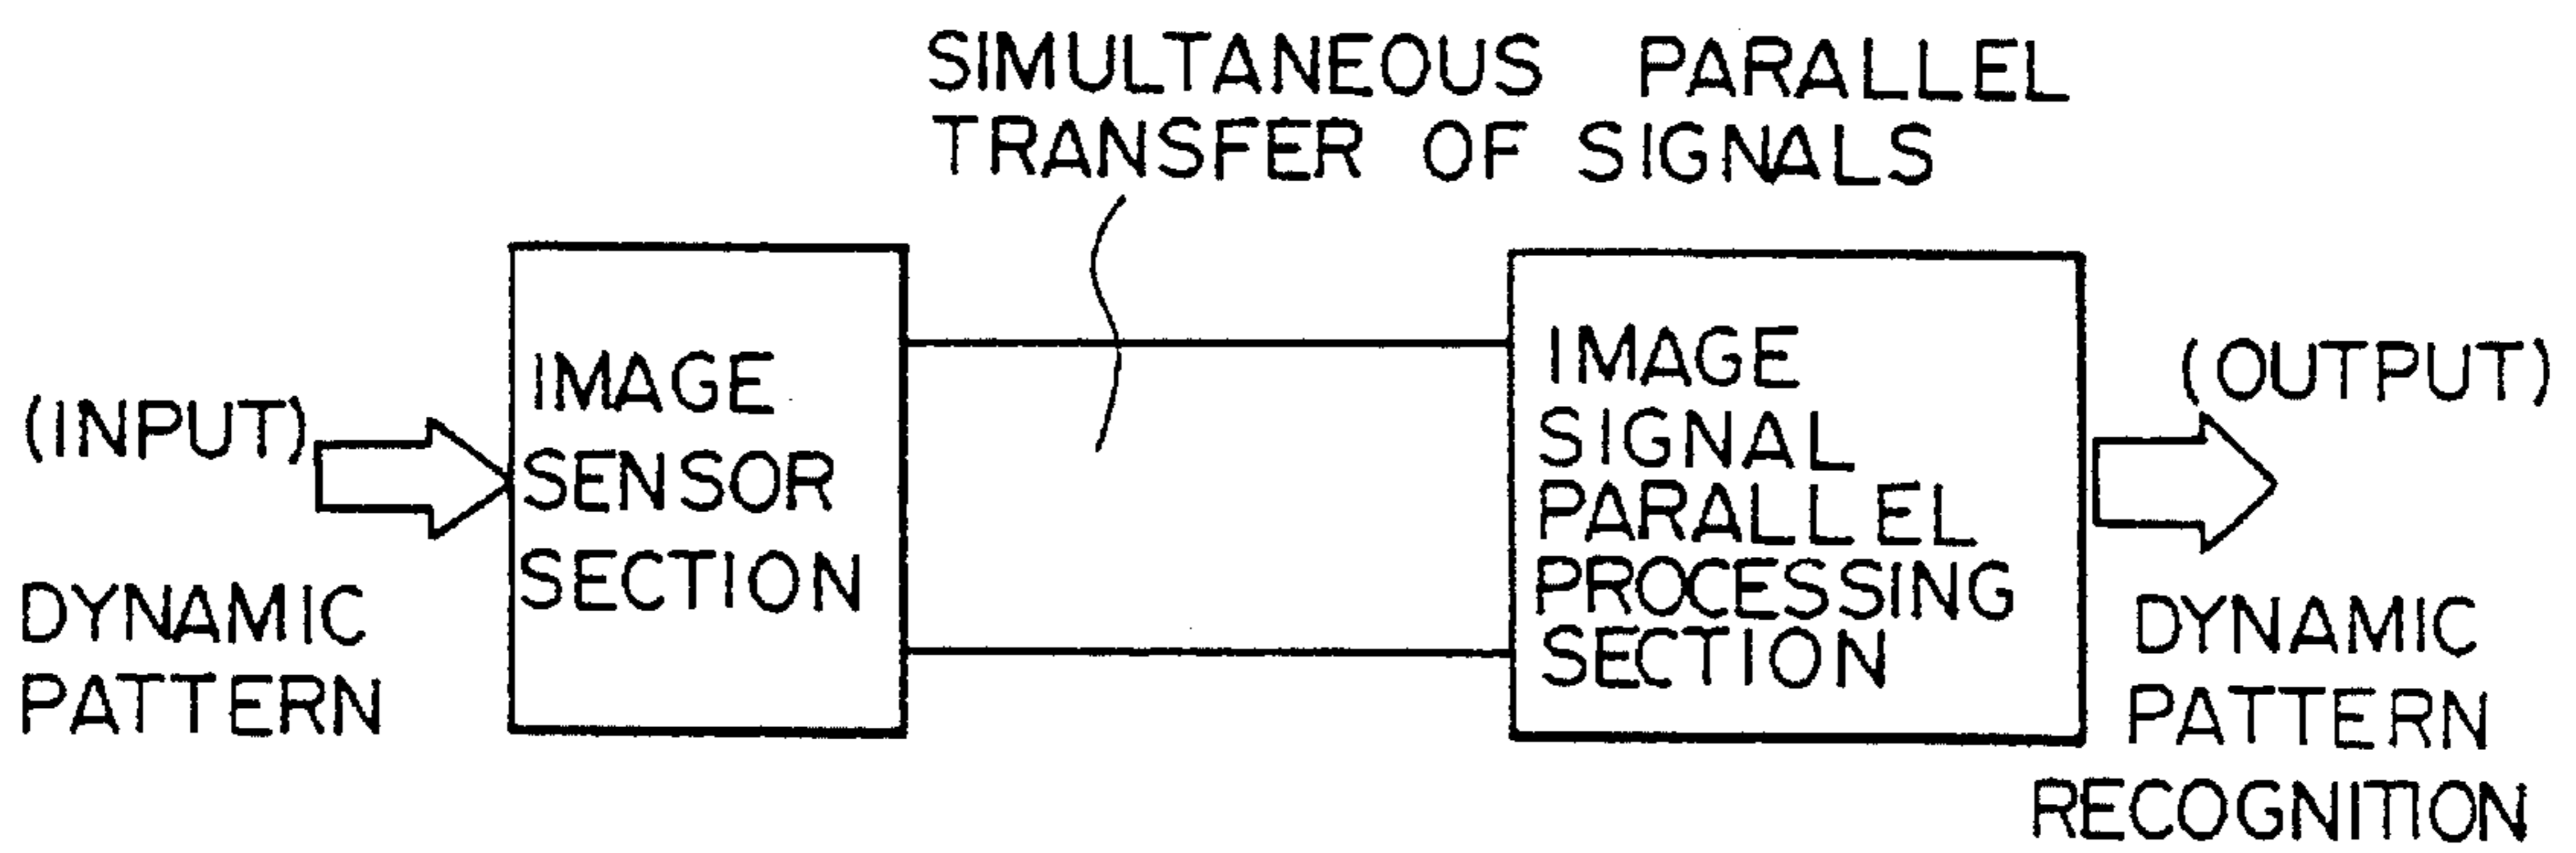 SIMULTANEOUS PARALLEL
TRANSFER OF SIGNALS
(INPUT)
DYNAMIC
PATTERN
IMAGE
SENSOR
SECTION
IMAGE
SIGNAL
PARALLEL
PROCESSING
SECTION
(OUTPUT)
DYNAMIC
PATTERN
RECOGNITION